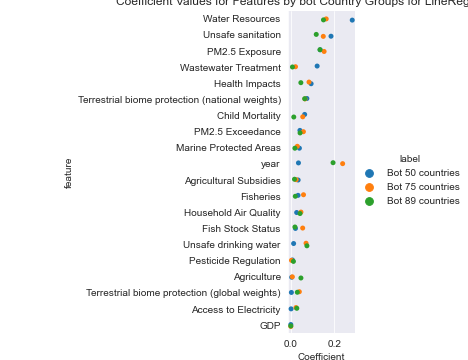 Coefficient Values for Features by bot Country Groups for LineReg
Water Resources
Unsafe sanitation
PM2.5 Exposure
Wastewater Treatment
Health Impacts
Terrestrial biome protection (national weights)
Child Mortality
PM2.5 Exceedance
Marine Protected Areas
year
Agricultural Subsidies
Fisheries
Household Air Quality
Fish Stock Status
Unsafe drinking water
Pesticide Regulation
Agriculture
Terrestrial biome protection (global weights)
Access to Electricity
GDP
feature
0.0 0.2
Coefficient
label
Bot 50 countries
Bot 75 countries
Bot 89 countries